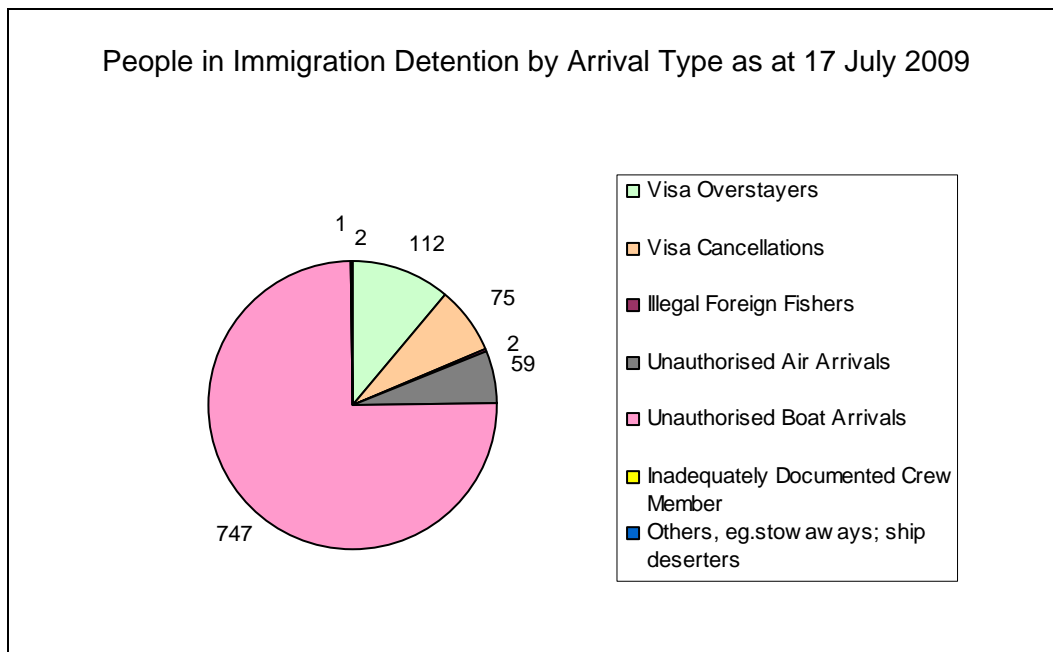 People in Immigration Detention by Arrival Type as at 17 July 2009
1
2
112
75
2
59
747
Visa Overstayers
Visa Cancellations
Illegal Foreign Fishers
Unauthorised Air Arrivals
Unauthorised Boat Arrivals
Inadequately Documented Crew
Member
Others, eg.stow aw ays; ship
deserters